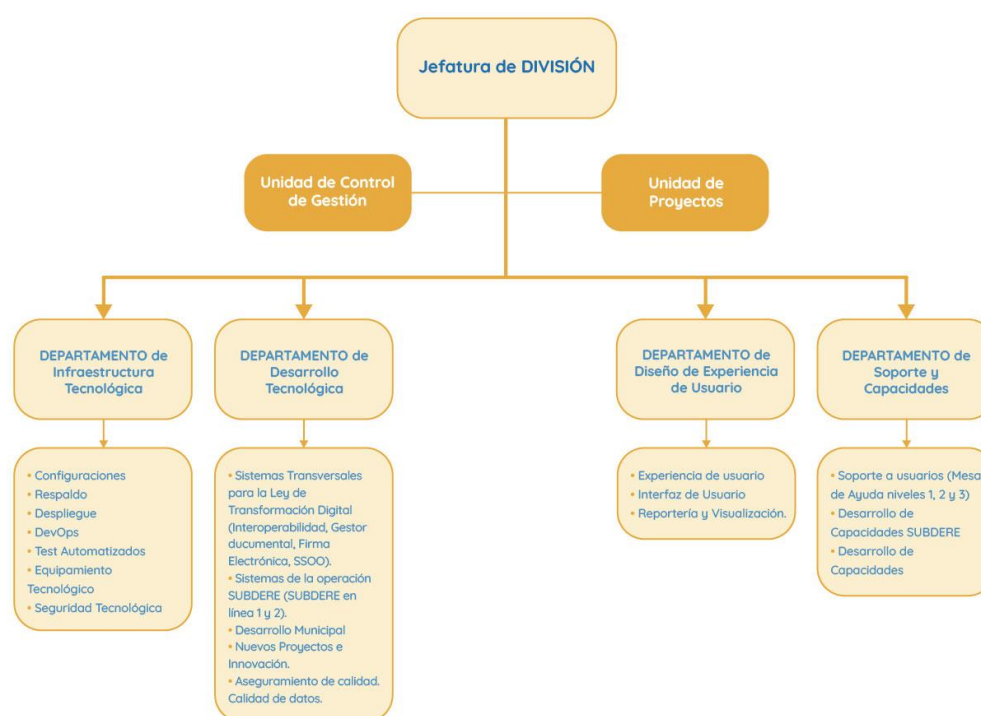 Jefatura de DIVISIÓN
Unidad de Control
de Gestión
Unidad de
Proyectos
DEPARTAMENTO de
Infraestructura
Tecnológica
DEPARTAMENTO de
Desarrollo
Tecnológica
DEPARTAMENTO de
Diseño de Experiencia
de Usuario
DEPARTAMENTO de
Soporte y
Capacidades
• Configuraciones
• Respaldo
• Despliegue
• DevOps
• Test Automatizados
• Equipamiento
Tecnológico
• Seguridad Tecnológica
• Sistemas Transversales
para la Ley de
Transformación Digital
(Interoperabilidad, Gestor
ducumental, Firma
Electrónica, SSOO).
• Sistemas de la operación
SUBDERE (SUBDERE en
línea 1 y 2).
• Desarrollo Municipal
• Nuevos Proyectos e
Innovación.
• Aseguramiento de calidad.
Calidad de datos.
• Experiencia de usuario
• Interfaz de Usuario
• Reportería y Visualización.
• Soporte a usuarios (Mesa
de Ayuda niveles 1, 2 y 3)
• Desarrollo de
Capacidades SUBDERE
• Desarrollo de
Capacidades